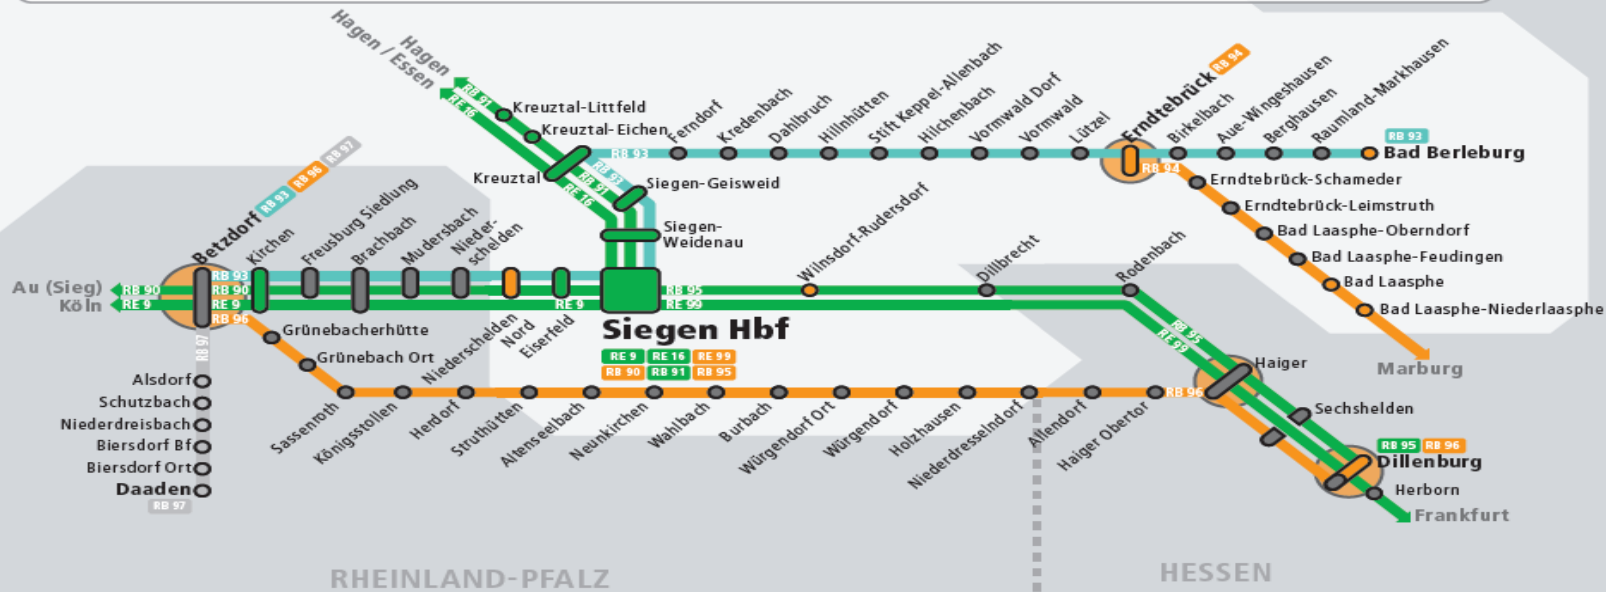 Hagen
Hagen / Essen
RB 91
RE 16
Kreuztal-Littfeld
Kreuztal-Eichen
Kreuztal
RB 93
RB 93
RB 91
RE 16
Siegen-Geisweid
Siegen-
Weidenau
Ferndorf
Kredenbach
Dahlbruch
Hillnhütten
Stift Keppel-Allenbach
Hilchenbach
Vormwald Dorf
Vormwald
Lützel
Erndtebrück
RB 94
Birkelbach
Aue-Wingeshausen
Berghausen
Raumland-Markhausen
RB 93
Bad Berleburg
RB 94
Erndtebrück-Schameder
Erndtebrück-Leimstruth
Bad Laasphe-Oberndorf
Bad Laasphe-Feudingen
Bad Laasphe
Bad Laasphe-Niederlaasphe
Marburg
Betzdorf
RB 93
RB 96
RB 97
Kirchen
Freusburg Siedlung
Brachbach
Mudersbach
Nieder-
schelden
Niederschelden
Nord
Eiserfeld
Au (Sieg)
Köln
RB 90
RE 9
RB 93
RB 90
RE 9
RB 96
RE 9
RB 95
RE 99
Siegen Hbf
RE 9 RE 16 RE 99
RB 90 RB 91 RB 95
Wilnsdorf-Rudersdorf
Dillbrecht
Rodenbach
RB 95
RE 99
Haiger
Sechshelden
RB 95 RB 96
Dillenburg
Herborn
Frankfurt
RB 97
Grünebacherhütte
Grünebach Ort
Sassenroth
Königsstollen
Herdorf
Struthütten
Altenseelbach
Neunkirchen
Wahlbach
Burbach
Würgendorf Ort
Würgendorf
Holzhausen
Niederdresselndorf
Allendorf
Haiger Obertor
RB 96
Alsdorf
Schutzbach
Niederdreisbach
Biersdorf Bf
Biersdorf Ort
Daaden
RB 97
RHEINLAND-PFALZ
HESSEN